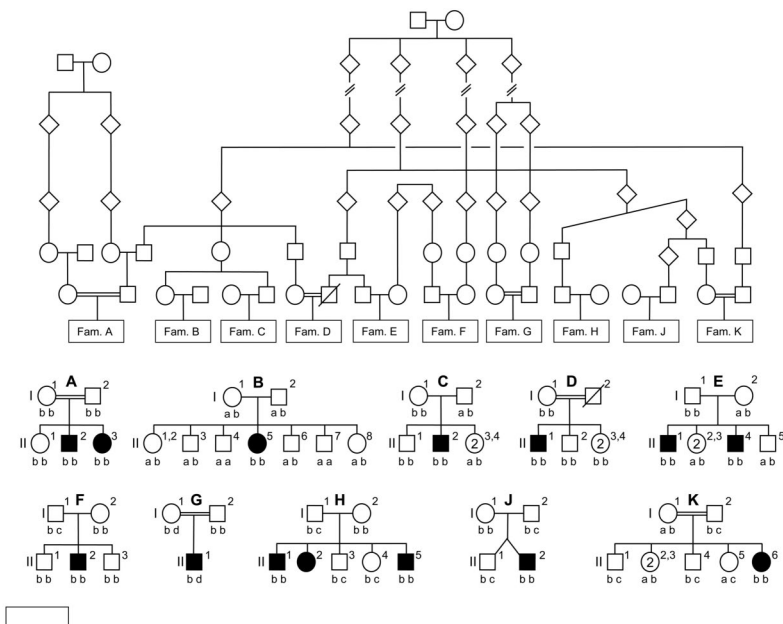 Fam. A Fam. B Fam. C Fam. D Fam. E Fam. F Fam. G Fam. H Fam. J Fam. K
I 1 A 2 I 1 B 2 I 1 C 2 I 1 D 2 I 1 E 2
b b b b a b a b a b a b b b b b b b a b
II 1 2 3 II 1,2 3 4 5 6 7 8 II 1 2 2 3,4 II 1 2 2 3,4 II 1 2 2,3 4 5
b b b b b b a b a b a a b b a b a a a b a b b b a b b b b b b b b b a b b b a b
I 1 F 2 I 1 G 2 I 1 H 2 I 1 J 2 I 1 K 2
b c b b b d b b b c b b b b b c a b b c
II 1 2 3 II 1 II 1 2 3 4 5 II 1 2 II 1 2 2,3 4 5 6
b b b b b b b d b b b b b c b c b b b c b b b c a b b c a c b b